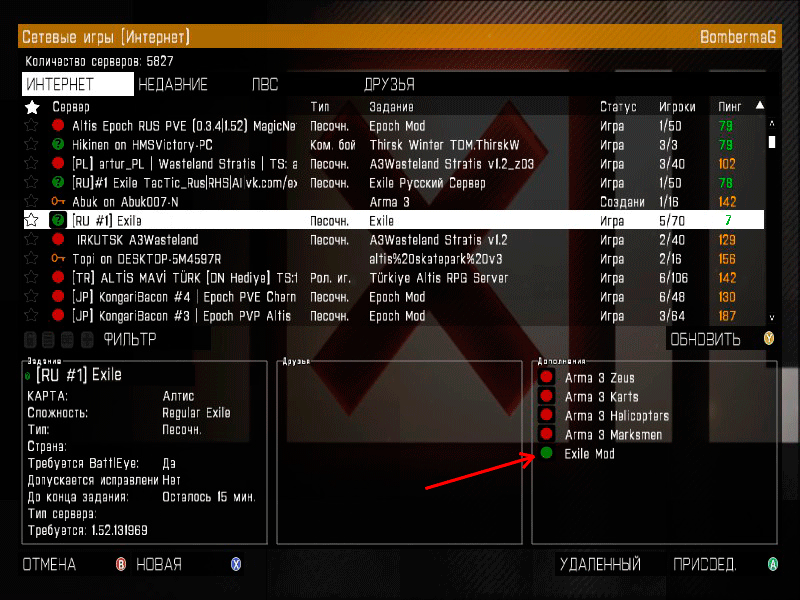 Сетевые игры (Интернет) BombermaG
Количество серверов: 5827
ИНТЕРНЕТ НЕДАВНИЕ ЛВС ДРУЗЬЯ
Сервер Тип Задание Статус Игроки Пинг
Altis Epoch RUS PVE (0.3.4|1.52) MagicNe Песочн. Epoch Mod Игра 1/50 79
Hikinen on HMSVictory-PC Ком. бой Thirsk Winter TDM.ThirskW Игра 3/3 79
[PL] artur_PL | Wasteland Stratis | TS: a Песочн. A3Wasteland Stratis v1.2_z03 Игра 3/40 102
[RU]#1 Exile TacTic_Rus|RHS|AI vk.com/ex Песочн. Exile Русский Сервер Игра 1/50 78
Abuk on Abuk007-N Arma 3 Создани 1/16 142
[RU #1] Exile Песочн. Exile Игра 5/70 7
IRKUTSK A3Wasteland Песочн. A3Wasteland Stratis v1.2 Игра 2/40 129
Topi on DESKTOP-5M4597R altis%20skatepark%20v3 Игра 2/16 156
[TR] ALTİS MAVİ TÜRK [DN Hediye] TS:1 Рол. иг. Türkiye Altis RPG Server Игра 6/106 142
[JP] KongariBacon #4 | Epoch PVE Chern Песочн. Epoch Mod Игра 6/48 130
[JP] KongariBacon #3 | Epoch PVP Altis Песочн. Epoch Mod Игра 3/64 187
ФИЛЬТР ОБНОВИТЬ Y
Задание Друзья Дополнения
[RU #1] Exile
КАРТА: Алтис
Сложность: Regular Exile
Тип: Песочн.
Страна:
Требуется BattlEye: Да
Допускается исправлени Нет
До конца задания: Осталось 15 мин.
Тип сервера:
Требуется: 1.52.131969
Arma 3 Zeus
Arma 3 Karts
Arma 3 Helicopters
Arma 3 Marksmen
Exile Mod
ОТМЕНА B НОВАЯ X УДАЛЕННЫЙ ПРИСОЕД. A